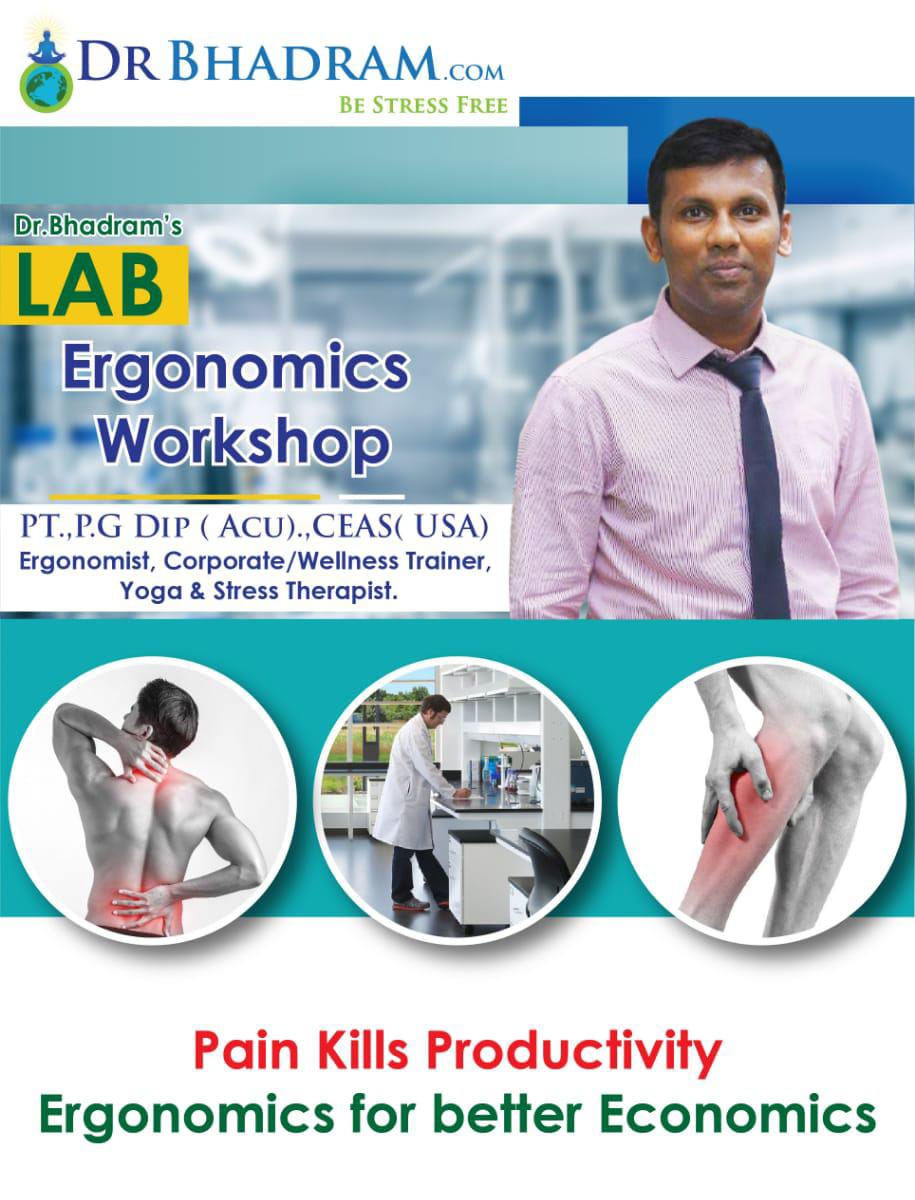 DR BHADRAM.COM
BE STRESS FREE
Dr.Bhadram's
LAB
Ergonomics
Workshop
PT.,P.G DIP ( ACU).,CEAS( USA)
Ergonomist, Corporate/Wellness Trainer,
Yoga & Stress Therapist.
Pain Kills Productivity
Ergonomics for better Economics